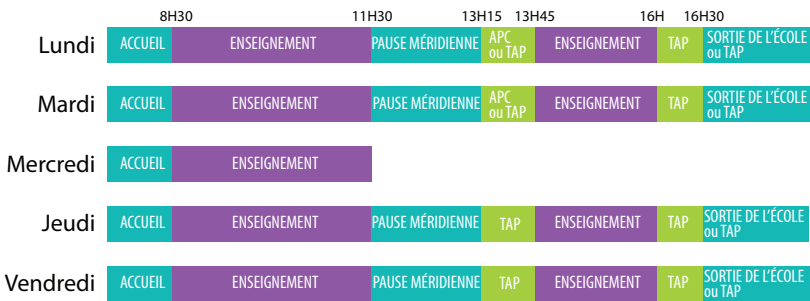 8H30 11H30 13H15 13H45 16H 16H30
Lundi ACCUEIL ENSEIGNEMENT PAUSE MÉRIDIENNE APC ou TAP ENSEIGNEMENT TAP SORTIE DE L'ÉCOLE ou TAP
Mardi ACCUEIL ENSEIGNEMENT PAUSE MÉRIDIENNE APC ou TAP ENSEIGNEMENT TAP SORTIE DE L'ÉCOLE ou TAP
Mercredi ACCUEIL ENSEIGNEMENT
Jeudi ACCUEIL ENSEIGNEMENT PAUSE MÉRIDIENNE TAP ENSEIGNEMENT TAP SORTIE DE L'ÉCOLE ou TAP
Vendredi ACCUEIL ENSEIGNEMENT PAUSE MÉRIDIENNE TAP ENSEIGNEMENT TAP SORTIE DE L'ÉCOLE ou TAP